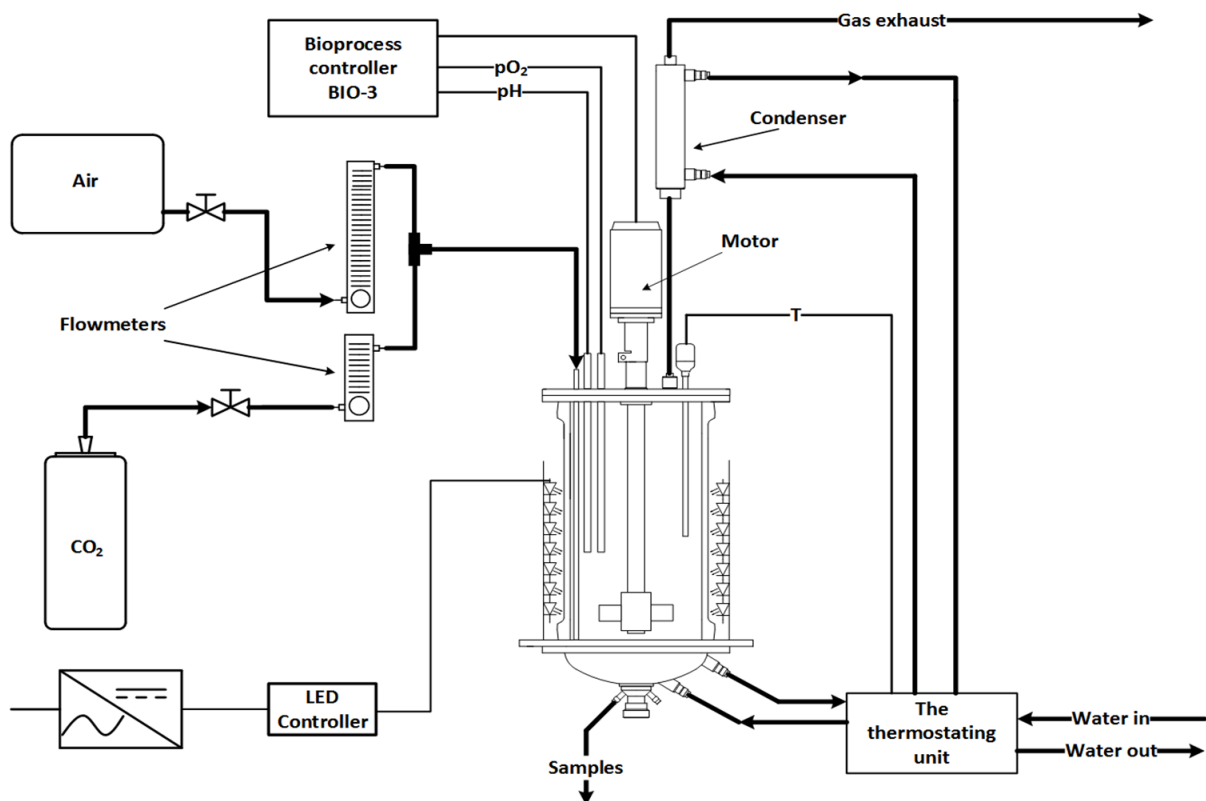 Gas exhaust
Bioprocess
controller
BIO-3
pO₂
pH
Condenser
Air
Motor
Flowmeters
T
CO₂
LED
Controller
The
thermostating
unit
Water in
Water out
Samples